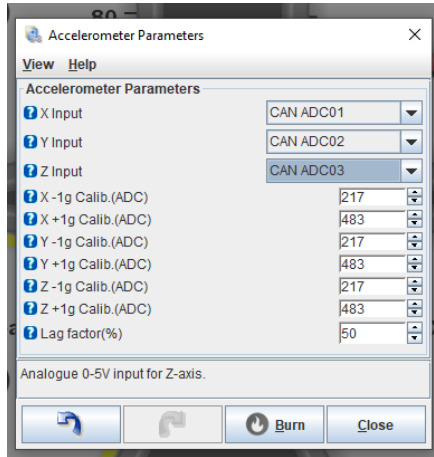 80
Accelerometer Parameters
View Help
Accelerometer Parameters
X Input CAN ADC01
Y Input CAN ADC02
Z Input CAN ADC03
X -1g Calib.(ADC) 217
X +1g Calib.(ADC) 483
Y -1g Calib.(ADC) 217
Y +1g Calib.(ADC) 483
Z -1g Calib.(ADC) 217
Z +1g Calib.(ADC) 483
Lag factor(%) 50
Analogue 0-5V input for Z-axis.
Burn Close